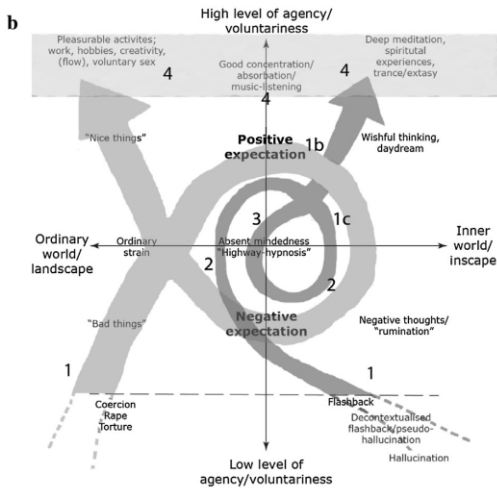 b
High level of agency/
voluntariness
Pleasurable activites;
work, hobbies, creativity,
(flow), voluntary sex
4
Good concentration/
absorbation/
music-listening
4
Deep meditation,
spirtutal
experiences,
trance/extasy
4
"Nice things"
Positive
expectation
1b
Wishful thinking,
daydream
3
1c
Ordinary
world/
landscape
Ordinary
strain
Absent mindedness
"Highway-hypnosis"
Inner
world/
inscape
2
2
"Bad things"
Negative
expectation
Negative thoughts/
"rumination"
1
1
Coercion
Rape
Torture
Flashback
Decontextualised
flashback/pseudo-
hallucination
Hallucination
Low level of
agency/voluntariness